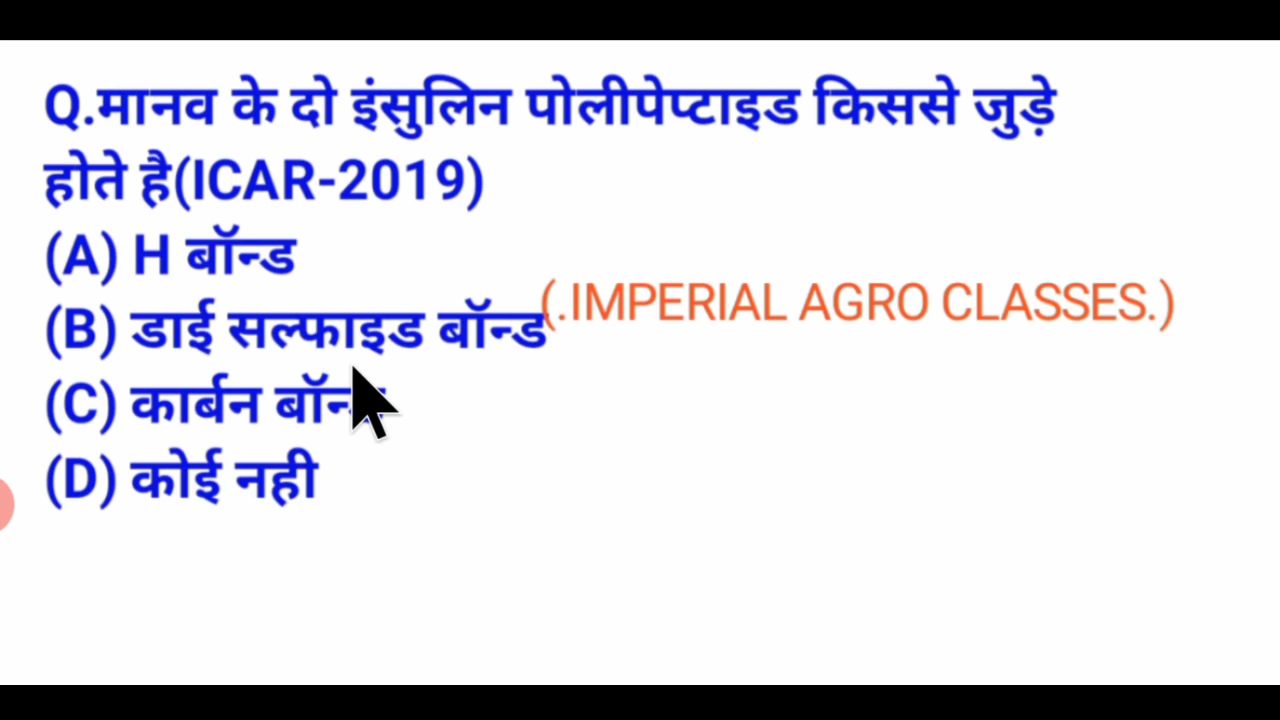 Q.मानव के दो इंसुलिन पोलीपेप्टाइड किससे जुड़े
होते है(ICAR-2019)
(A) H बॉन्ड
(B) डाई सल्फाइड बॉन्ड
(.IMPERIAL AGRO CLASSES.)
(C) कार्बन
(D) कोई नही